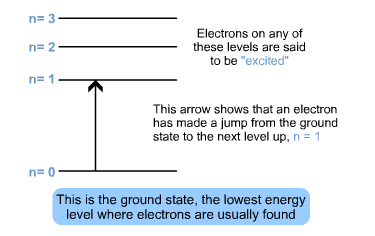 n= 3
n= 2
n= 1
n= 0
Electrons on any of
these levels are said
to be "excited"
This arrow shows that an electron
has made a jump from the ground
state to the next level up, n = 1
This is the ground state, the lowest energy
level where electrons are usually found